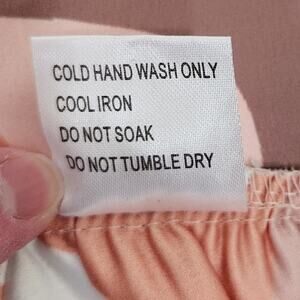 COLD HAND WASH ONLY
COOL IRON
DO NOT SOAK
DO NOT TUMBLE DRY